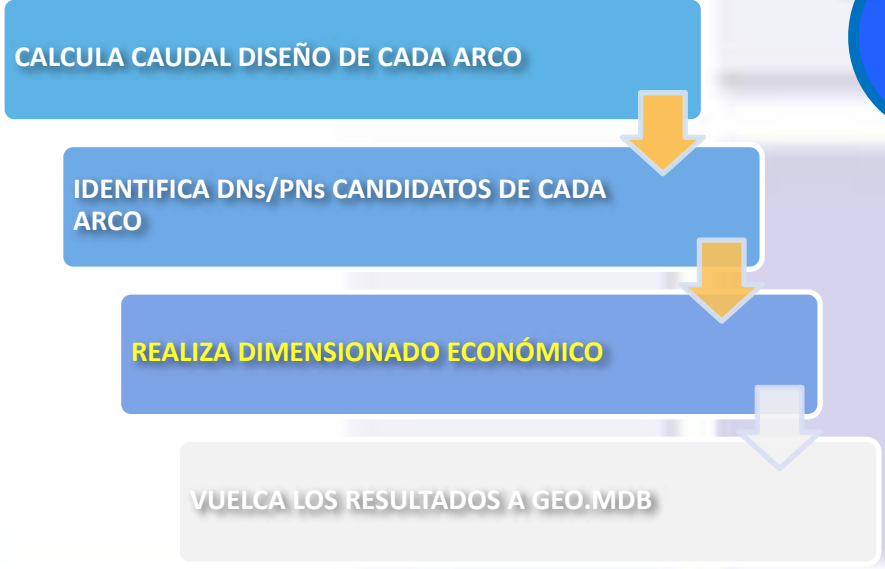 CALCULA CAUDAL DISEÑO DE CADA ARCO
IDENTIFICA DNs/PNs CANDIDATOS DE CADA
ARCO
REALIZA DIMENSIONADO ECONÓMICO
VUELCA LOS RESULTADOS A GEO.MDB